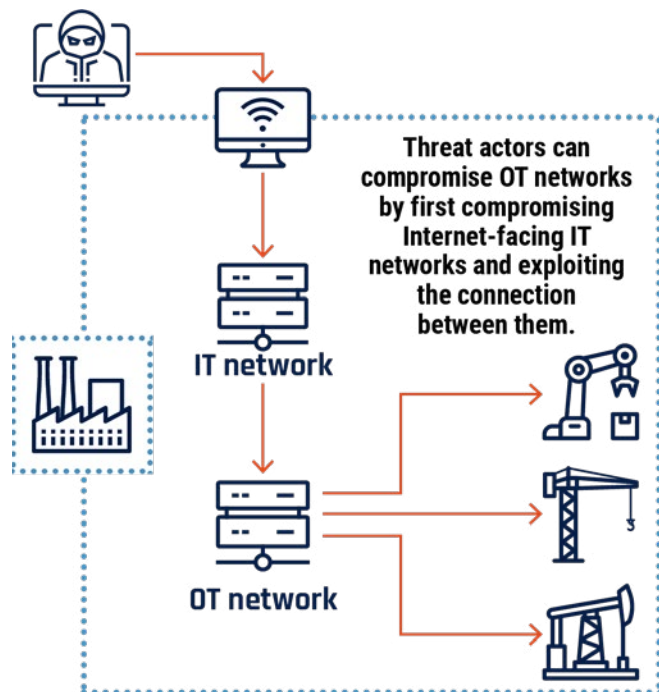 Threat actors can
compromise OT networks
by first compromising
Internet-facing IT
networks and exploiting
the connection
between them.
IT network
OT network